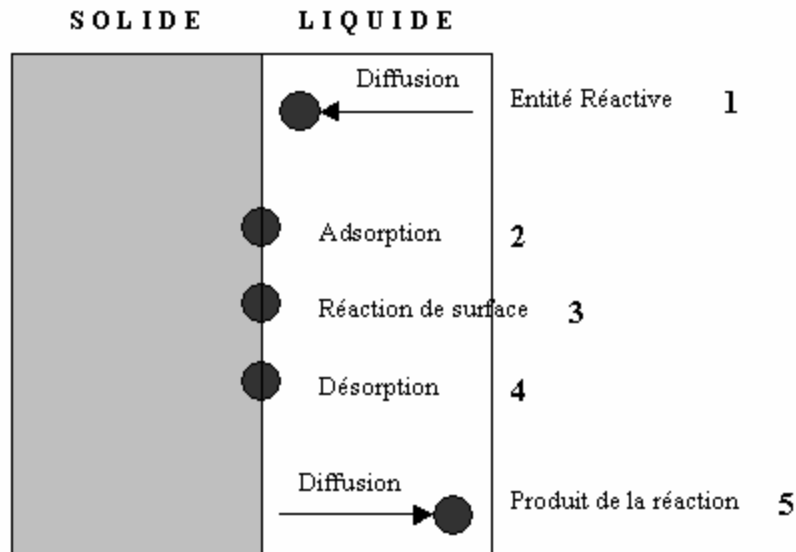 SOLIDE LIQUIDE
Diffusion
Entité Réactive 1
Adsorption 2
Réaction de surface 3
Désorption 4
Diffusion
Produit de la réaction 5